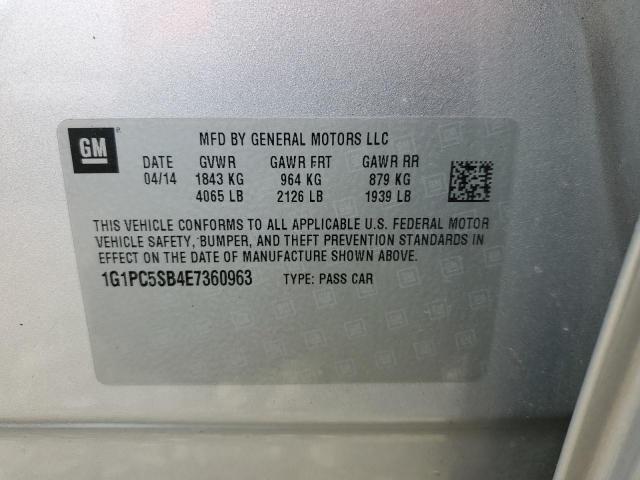 GM
MFD BY GENERAL MOTORS LLC
DATE GVWR GAWR FRT GAWR RR
04/14 1843 KG 964 KG 879 KG
4065 LB 2126 LB 1939 LB
THIS VEHICLE CONFORMS TO ALL APPLICABLE U.S. FEDERAL MOTOR
VEHICLE SAFETY, BUMPER, AND THEFT PREVENTION STANDARDS IN
EFFECT ON THE DATE OF MANUFACTURE SHOWN ABOVE.
1G1PC5SB4E7360963 TYPE: PASS CAR